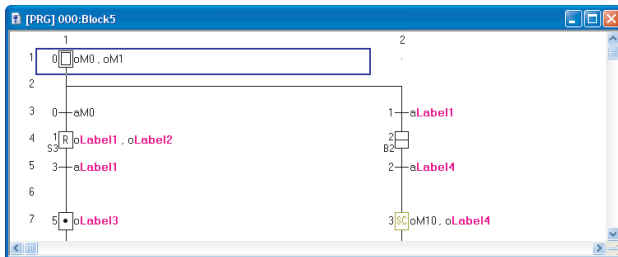 [PRG] 000:Block5
1 2
1 0 oM0 , oM1
2
3 0 aM0 1 aLabel1
4 1 R oLabel1 , oLabel2 2
S3 B2
5 3 aLabel1 2 aLabel4
6
7 5 oLabel3 3 SC oM10 , oLabel4